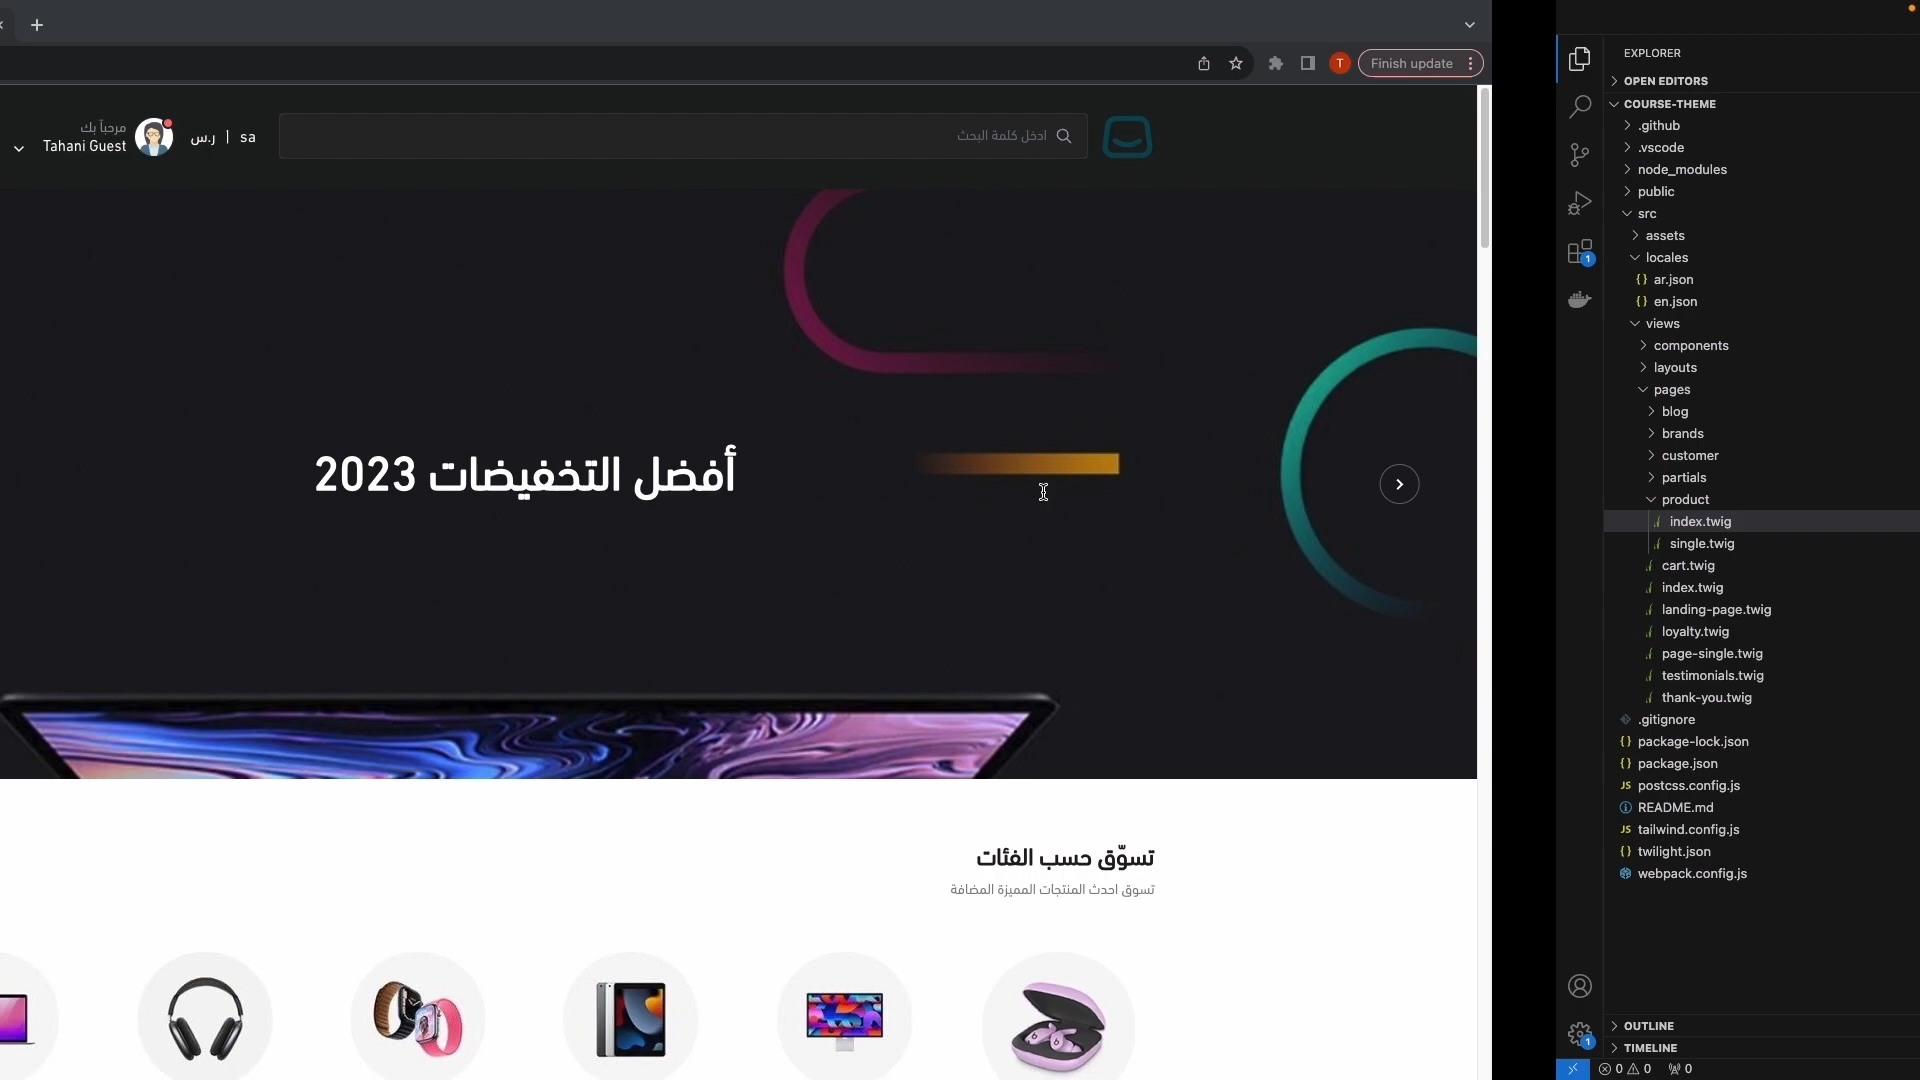 Finish update
T
مرحباً بك
Tahani Guest
ر.س | sa
ادخل كلمة البحث
أفضل التخفيضات 2023
تسوّق حسب الفئات
تسوق احدث المنتجات المميزة المضافة
EXPLORER
OPEN EDITORS
COURSE-THEME
.github
.vscode
node_modules
public
src
assets
locales
{} ar.json
{} en.json
views
components
layouts
pages
blog
brands
customer
partials
product
index.twig
single.twig
cart.twig
index.twig
landing-page.twig
loyalty.twig
page-single.twig
testimonials.twig
thank-you.twig
.gitignore
{} package-lock.json
{} package.json
JS postcss.config.js
README.md
JS tailwind.config.js
{} twilight.json
webpack.config.js
1
1
OUTLINE
TIMELINE
0 0 0